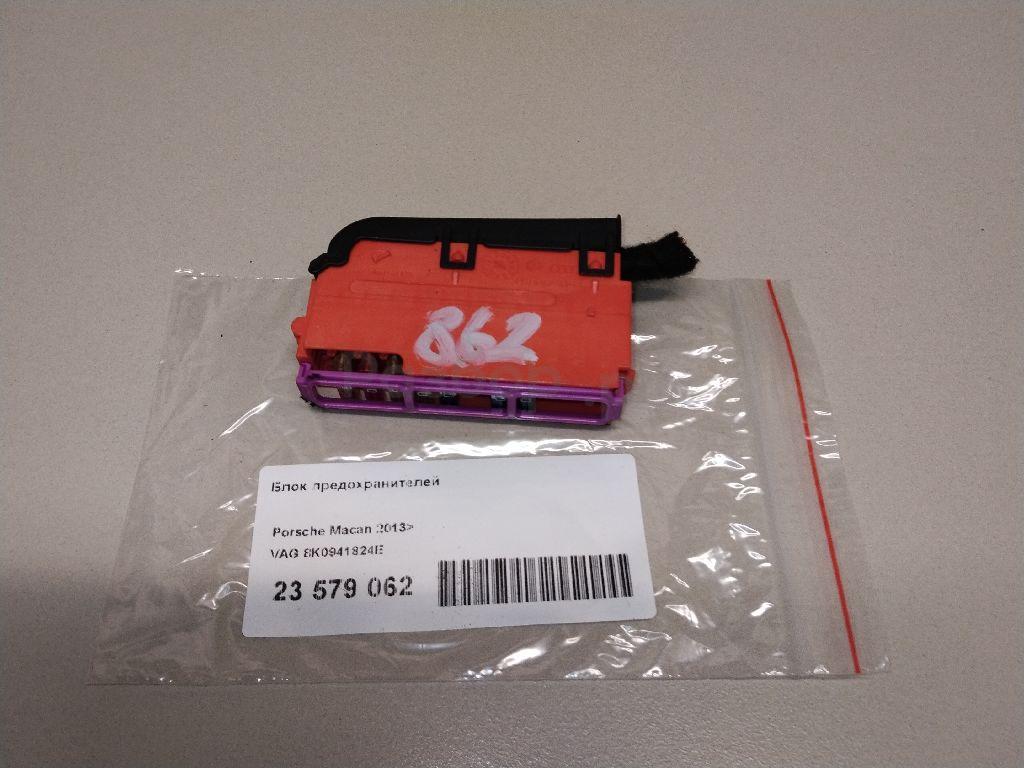 862
Блок предохранителей
Porsche Macan 2013>
VAG 8K0941824E
23 579 062